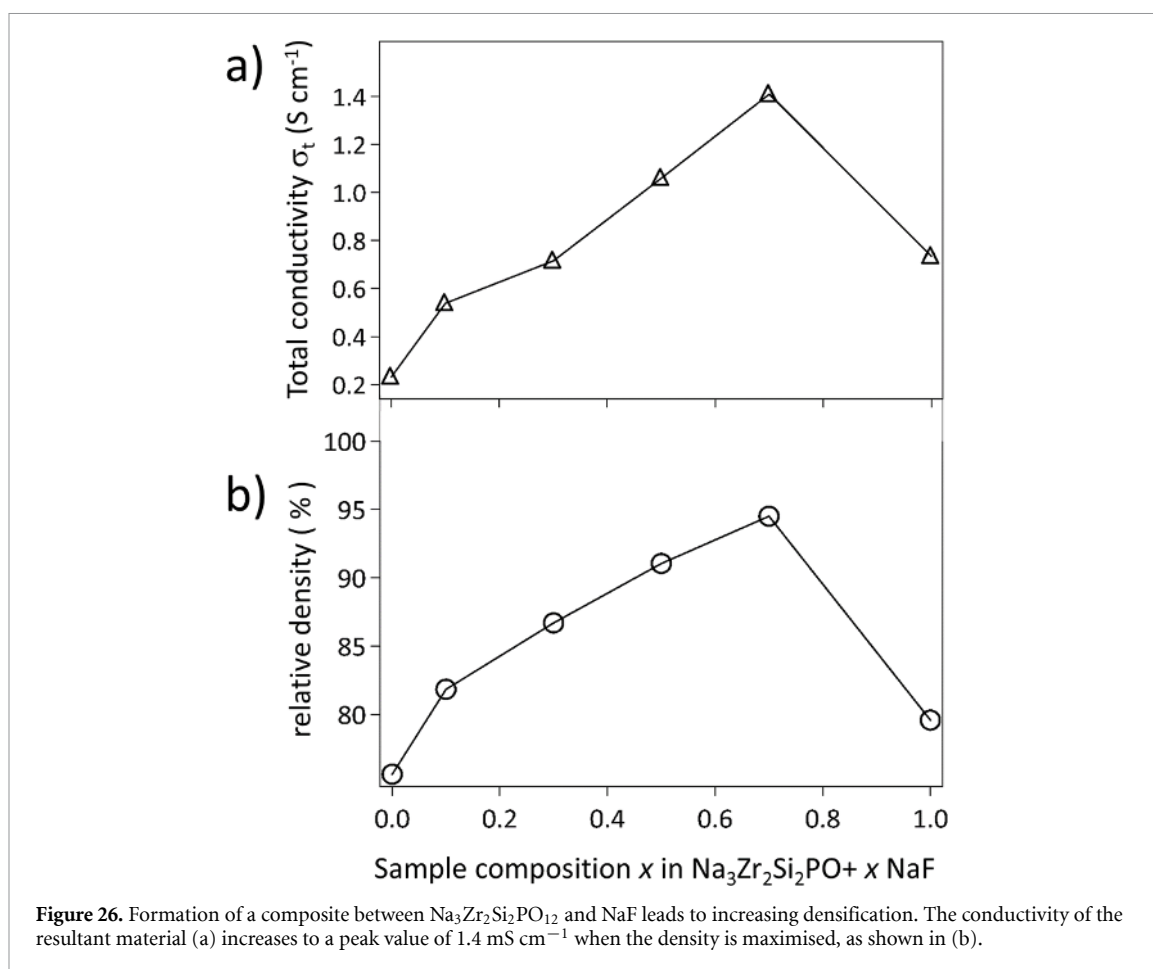 a)
Total conductivity σₜ (S cm⁻¹)
1.4
1.2
1.0
0.8
0.6
0.4
0.2
b)
relative density ( % )
100
95
90
85
80
0.0 0.2 0.4 0.6 0.8 1.0
Sample composition x in Na₃Zr₂Si₂PO+ x NaF
Figure 26. Formation of a composite between Na₃Zr₂Si₂PO₁₂ and NaF leads to increasing densification. The conductivity of the
resultant material (a) increases to a peak value of 1.4 mS cm⁻¹ when the density is maximised, as shown in (b).